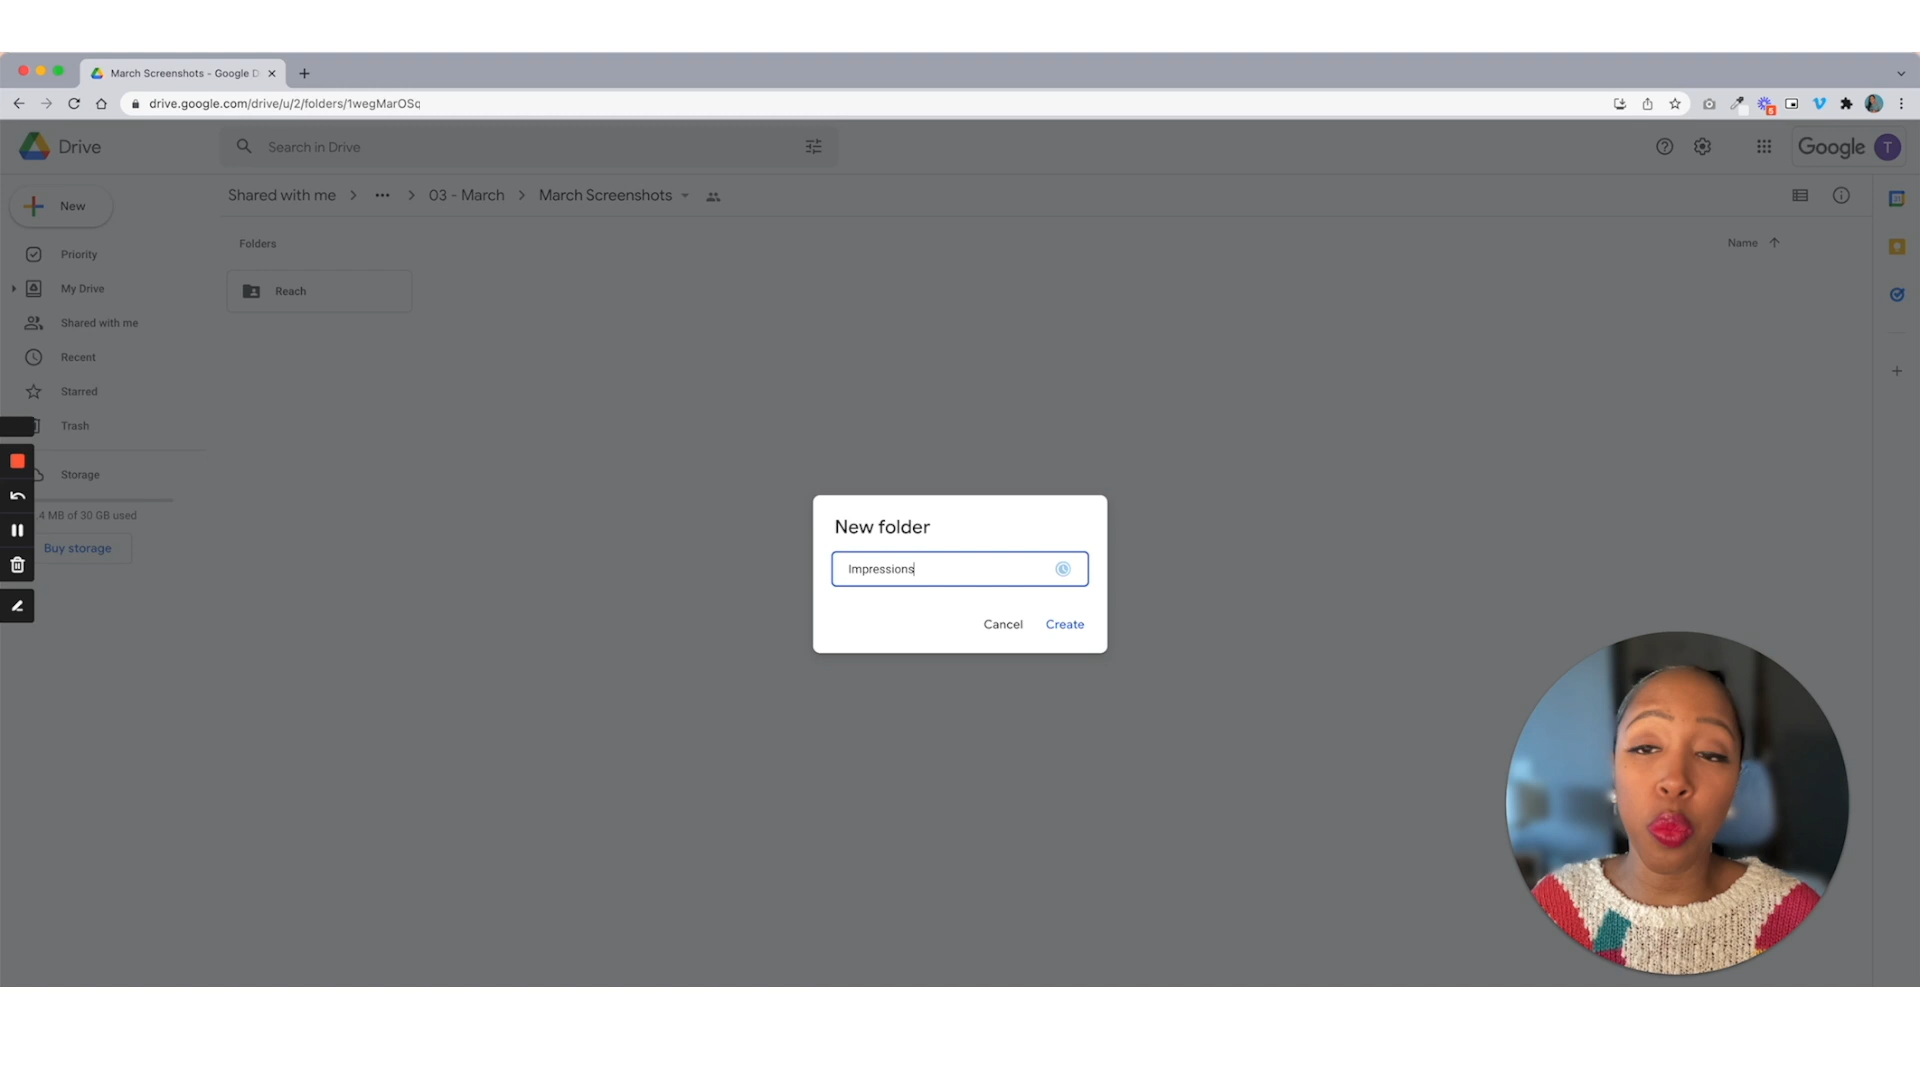 March Screenshots - Google D
drive.google.com/drive/u/2/folders/1wegMarOSq
Drive
Search in Drive
Google T
New
Shared with me > ... > 03 - March > March Screenshots
Folders
Name
Reach
Priority
My Drive
Shared with me
Recent
Starred
Trash
Storage
.4 MB of 30 GB used
Buy storage
New folder
Impressions
Cancel
Create